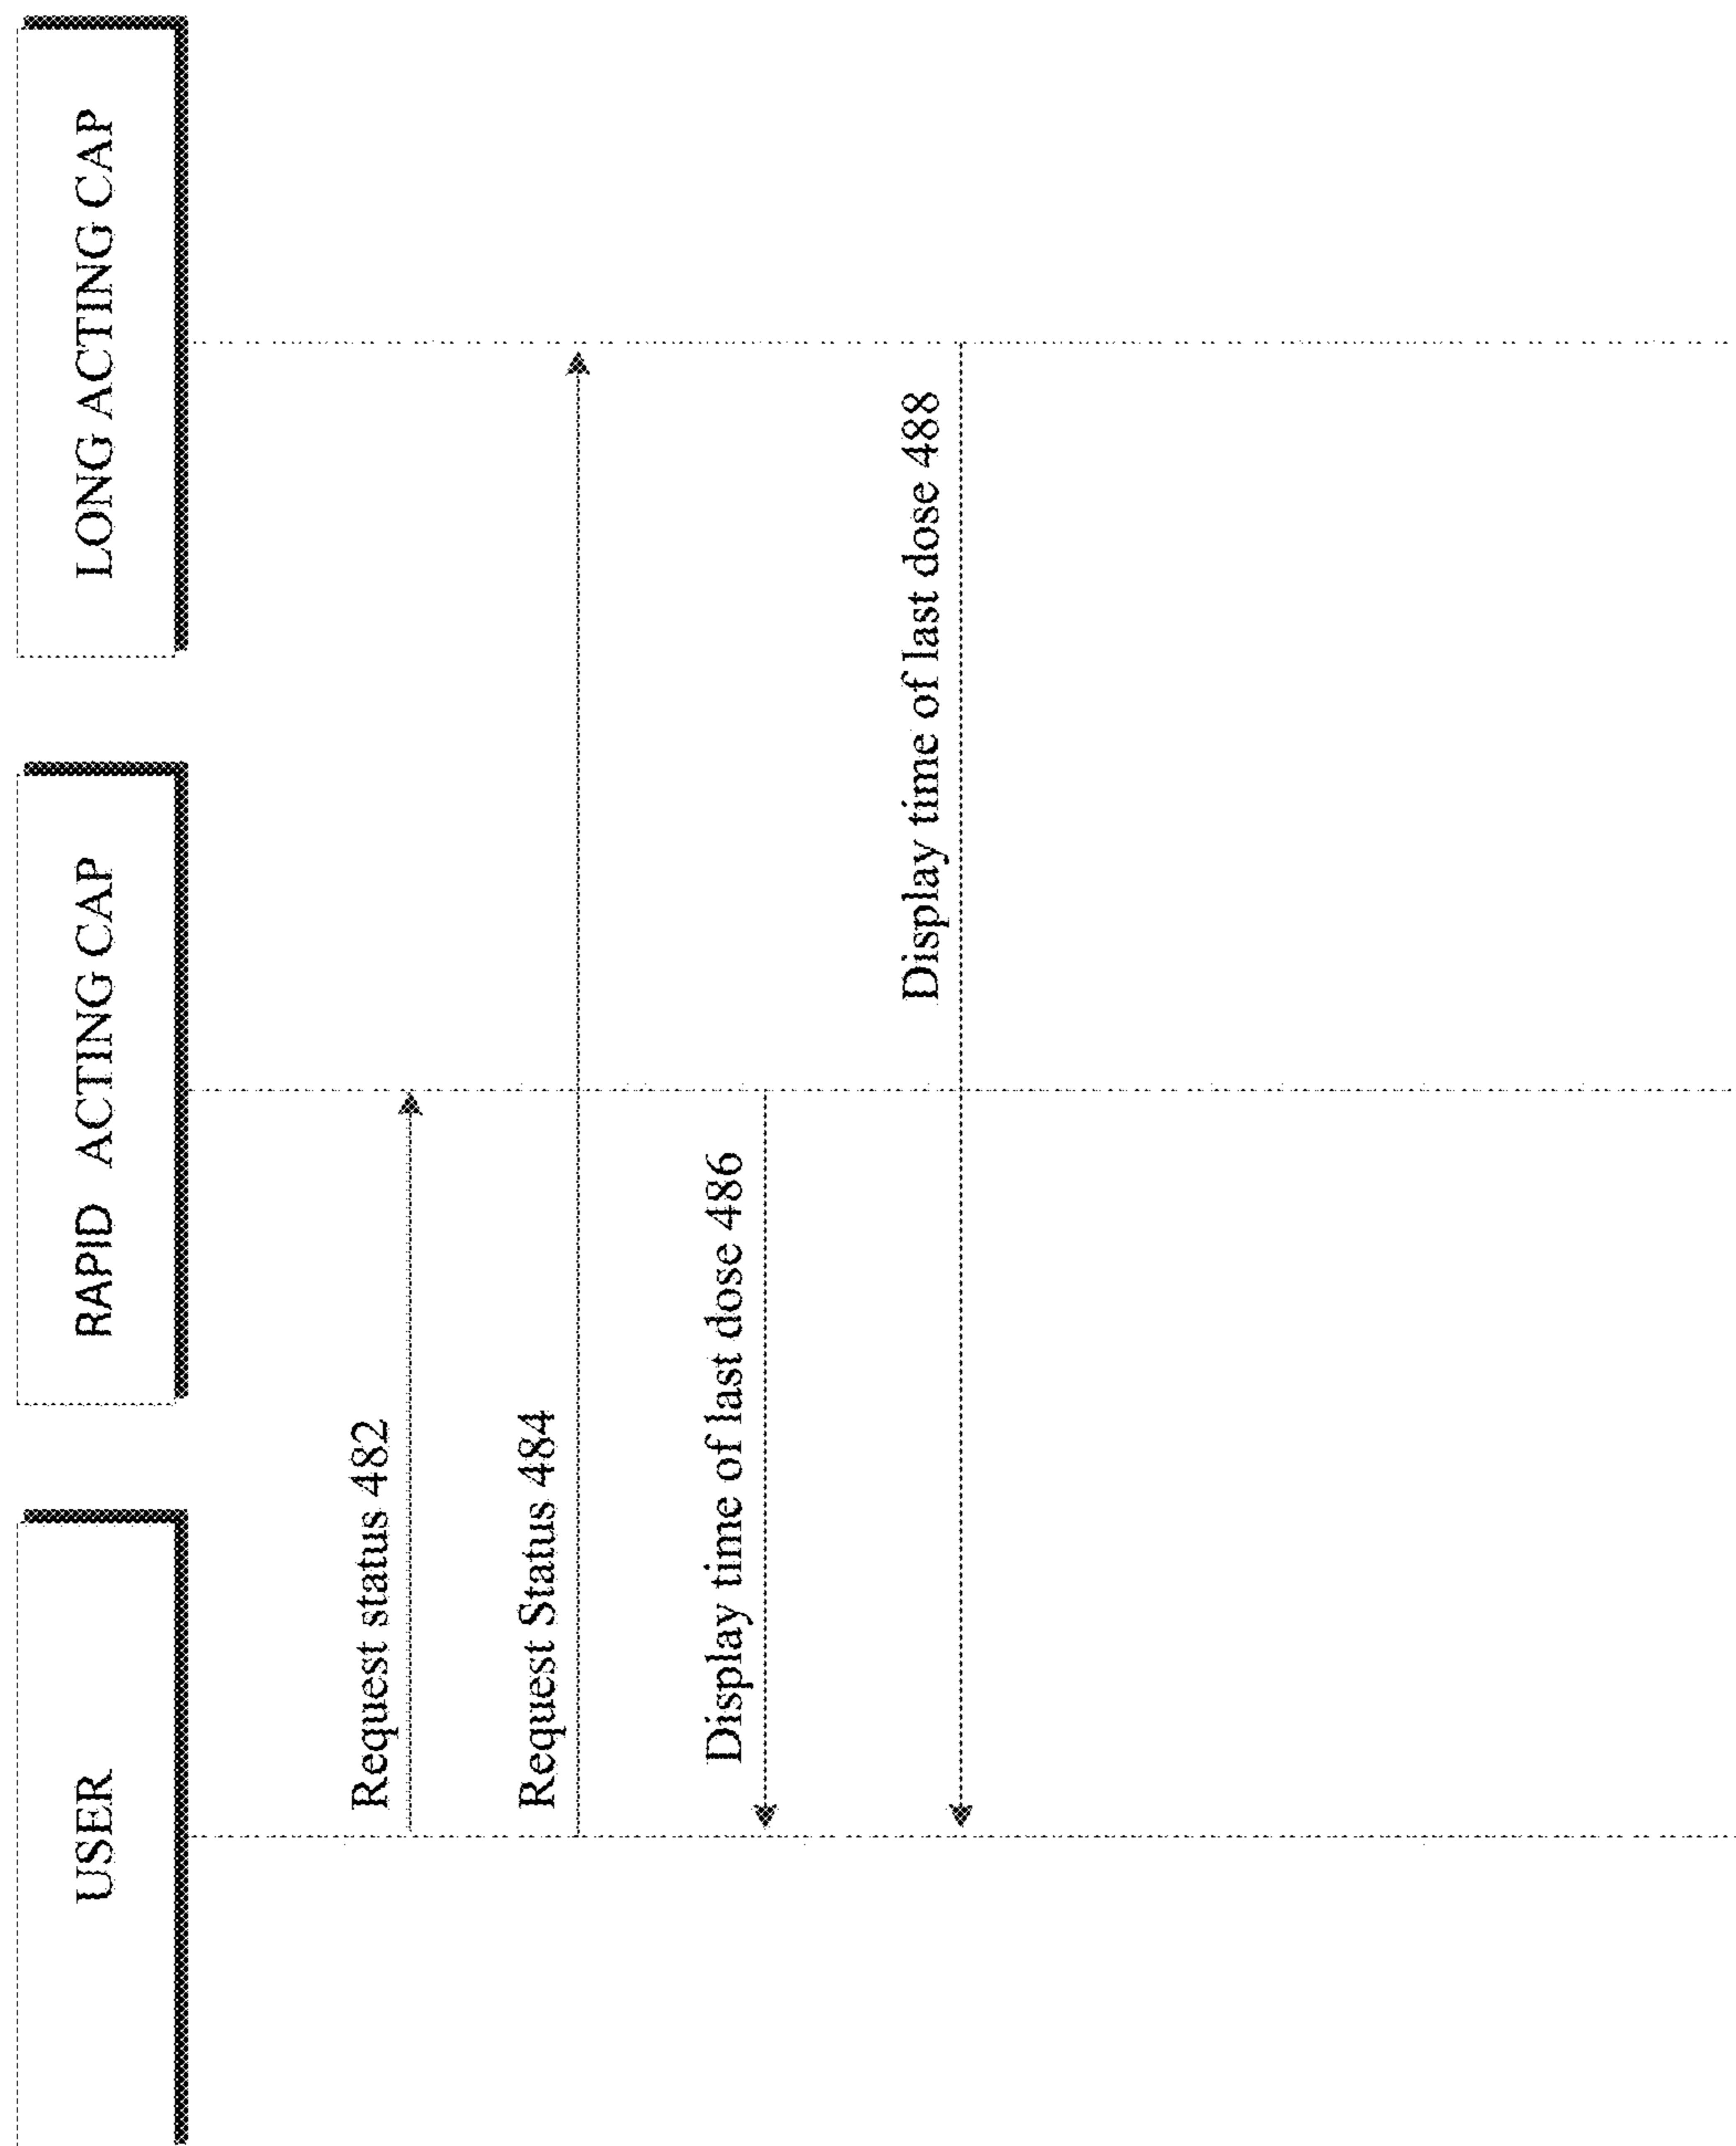 USER
RAPID ACTING CAP
LONG ACTING CAP
Request status 482
Request Status 484
Display time of last dose 486
Display time of last dose 488